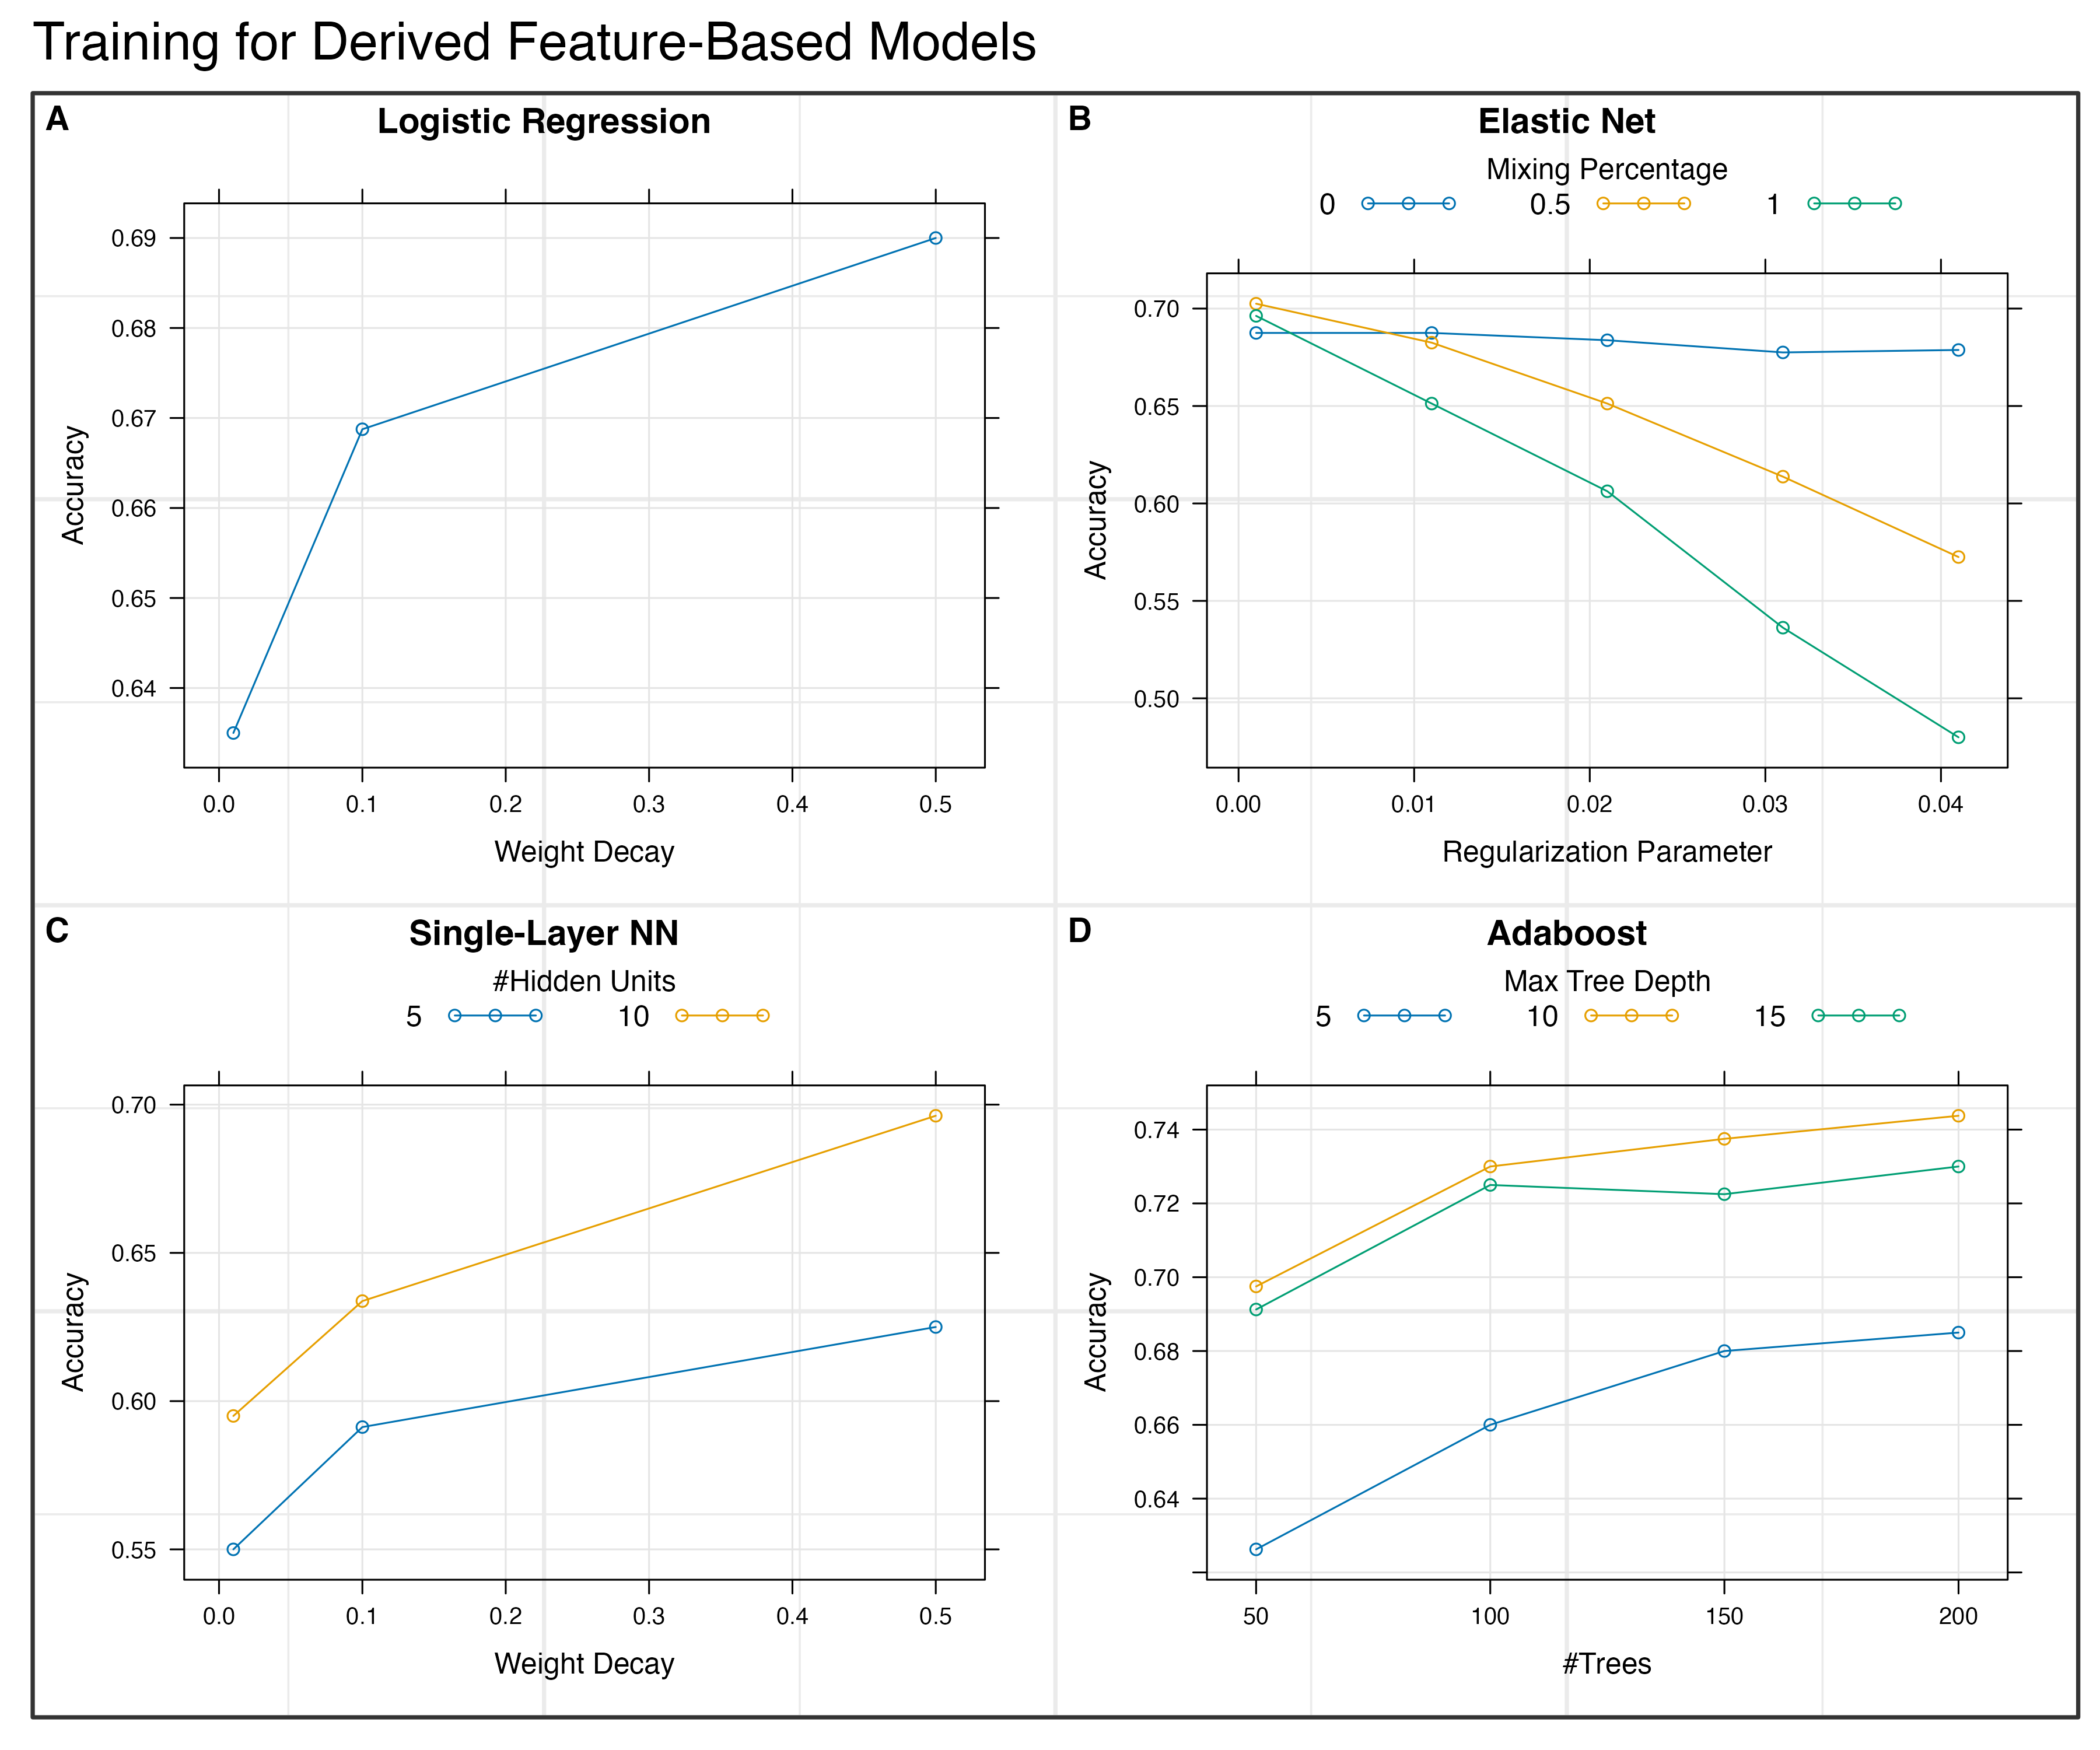 Training for Derived Feature-Based Models
A
Logistic Regression
0.69
0.68
0.67
0.66
0.65
0.64
Accuracy
0.0 0.1 0.2 0.3 0.4 0.5
Weight Decay
B
Elastic Net
Mixing Percentage
0 0.5 1
0.70
0.65
0.60
0.55
0.50
Accuracy
0.00 0.01 0.02 0.03 0.04
Regularization Parameter
C
Single-Layer NN
#Hidden Units
5 10
0.70
0.65
0.60
0.55
Accuracy
0.0 0.1 0.2 0.3 0.4 0.5
Weight Decay
D
Adaboost
Max Tree Depth
5 10 15
0.74
0.72
0.70
0.68
0.66
0.64
Accuracy
50 100 150 200
#Trees